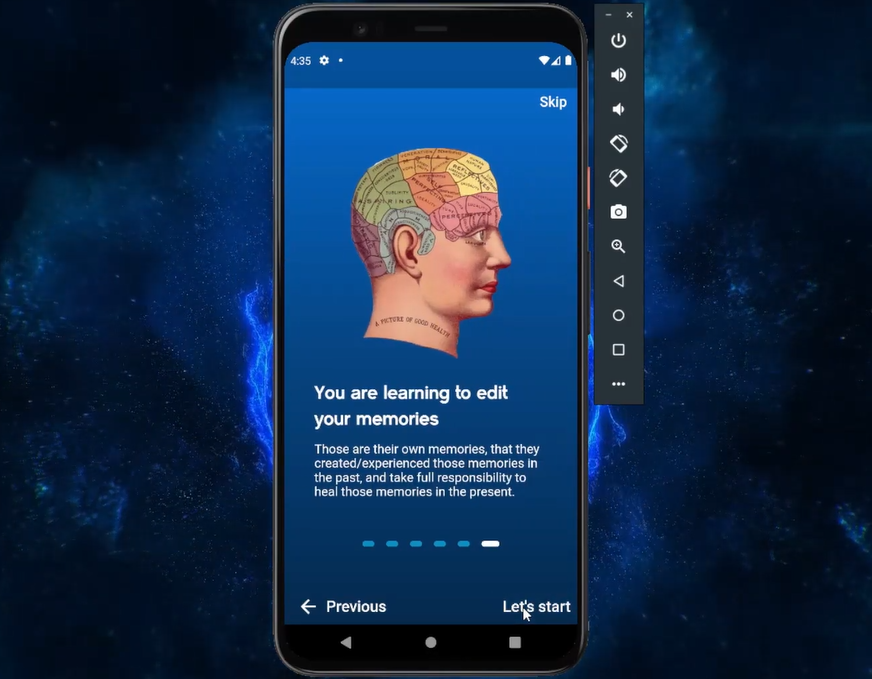 4:35
Skip
A PICTURE OF GOOD HEALTH
You are learning to edit
your memories
Those are their own memories, that they
created/experienced those memories in
the past, and take full responsibility to
heal those memories in the present.
Previous
Let's start